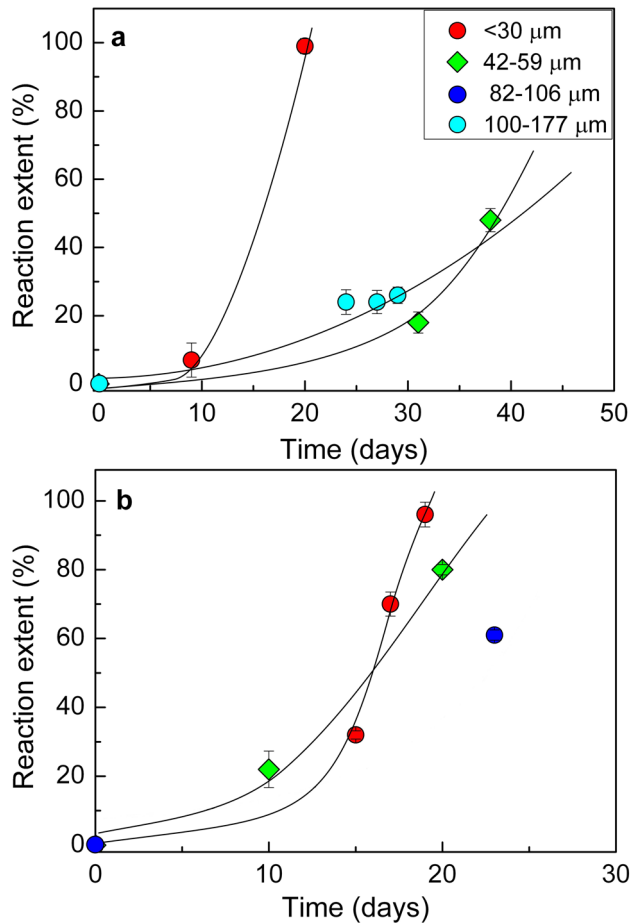 a
<30 μm
42-59 μm
82-106 μm
100-177 μm
Reaction extent (%)
100
80
60
40
20
0
0 10 20 30 40 50
Time (days)
b
Reaction extent (%)
100
80
60
40
20
0
0 10 20 30
Time (days)